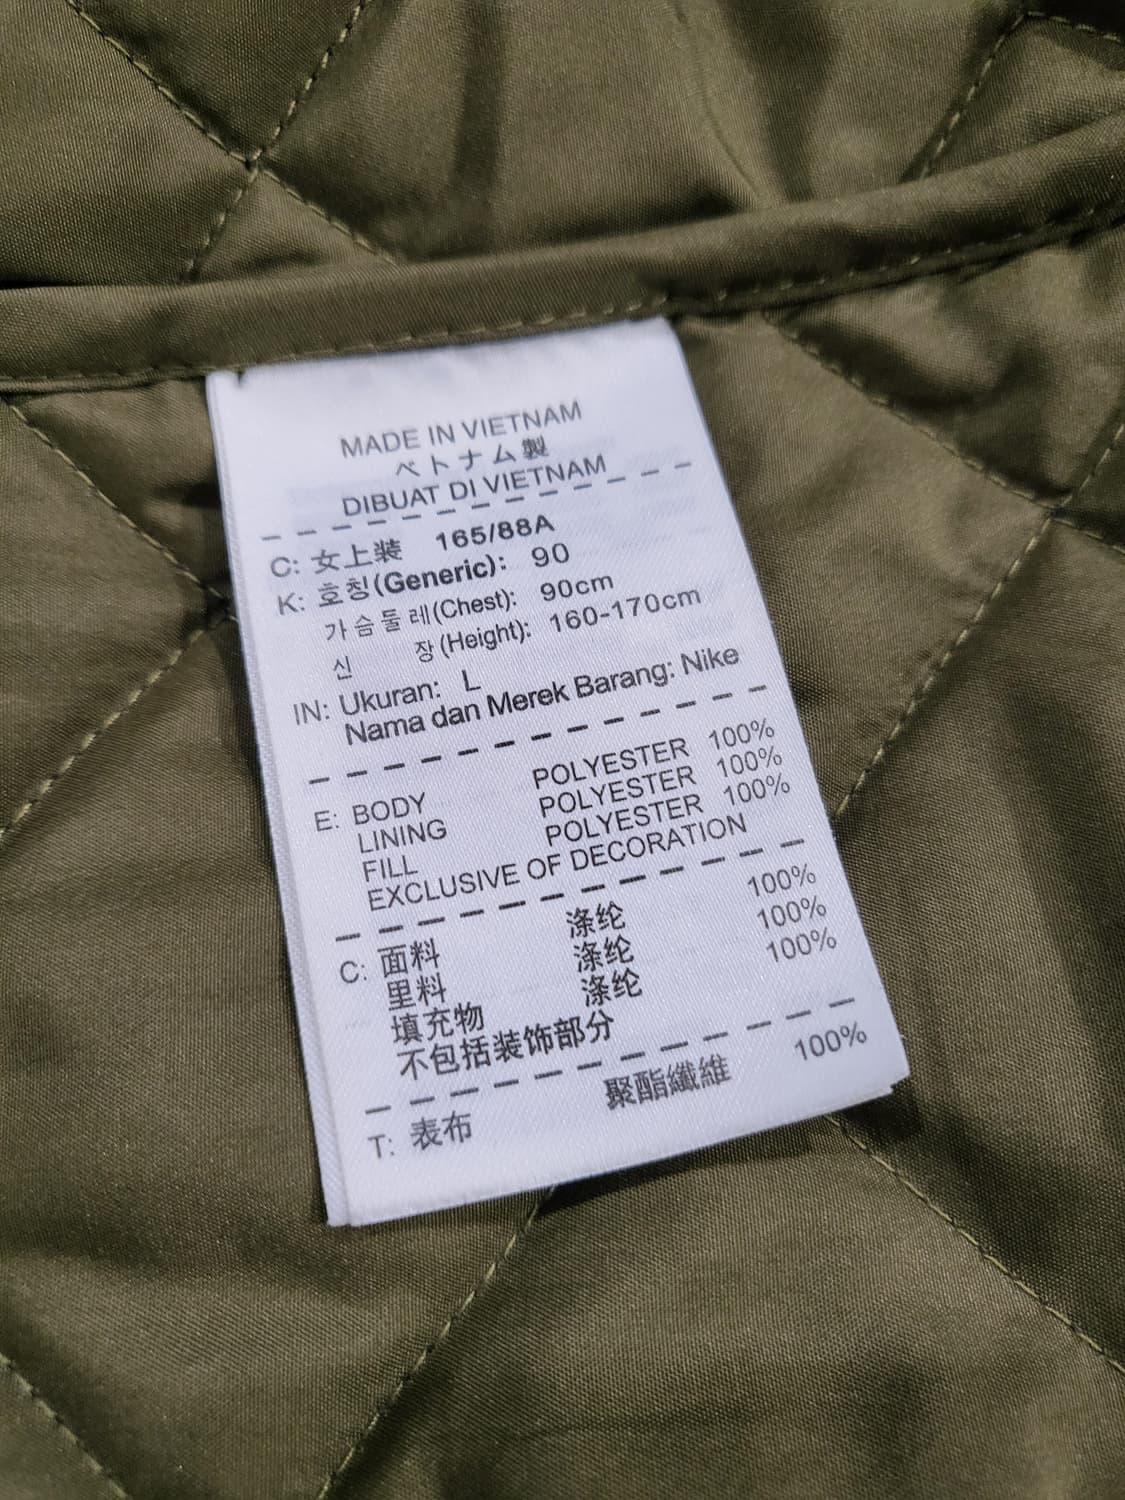 MADE IN VIETNAM
ベトナム製
DIBUAT DI VIETNAM
C: 女上装 165/88A
K: 호칭(Generic): 90
가슴둘레(Chest): 90cm
신 장(Height): 160-170cm
IN: Ukuran: L
Nama dan Merek Barang: Nike
E: BODY POLYESTER 100%
LINING POLYESTER 100%
FILL POLYESTER 100%
EXCLUSIVE OF DECORATION
C: 面料 涤纶 100%
里料 涤纶 100%
填充物 涤纶 100%
不包括装饰部分
T: 表布 聚酯纖維 100%